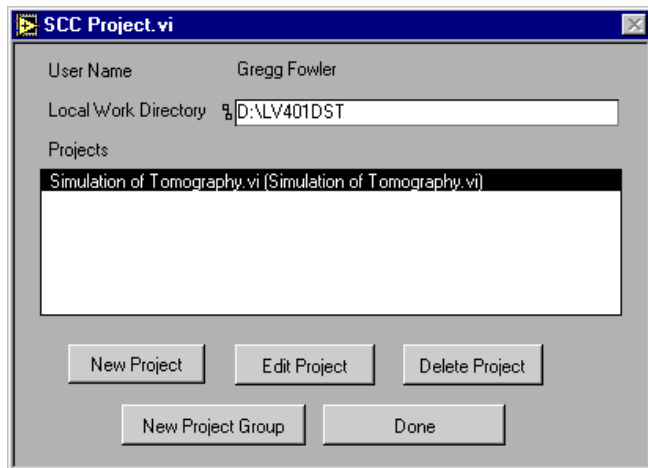 SCC Project.vi
User Name Gregg Fowler
Local Work Directory D:\LV401DST
Projects
Simulation of Tomography.vi (Simulation of Tomography.vi)
New Project Edit Project Delete Project
New Project Group Done